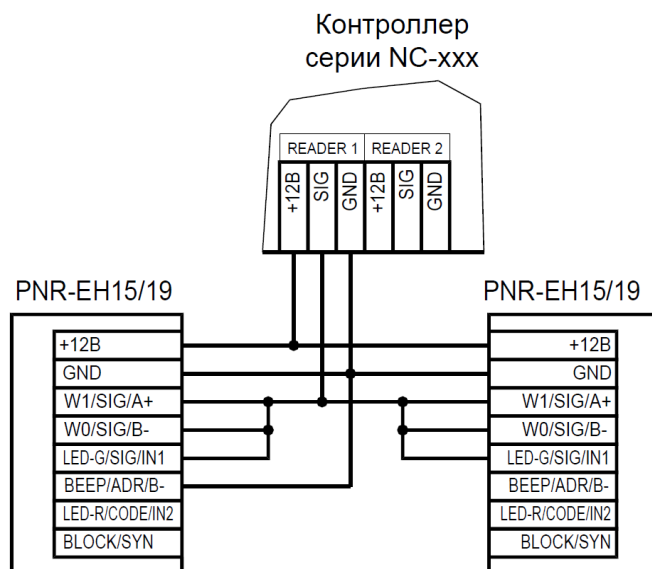 Контроллер
серии NC-xxx
READER 1 READER 2
+12В SIG GND +12В SIG GND
PNR-EH15/19
+12В
GND
W1/SIG/A+
W0/SIG/B-
LED-G/SIG/IN1
BEEP/ADR/B-
LED-R/CODE/IN2
BLOCK/SYN
PNR-EH15/19
+12В
GND
W1/SIG/A+
W0/SIG/B-
LED-G/SIG/IN1
BEEP/ADR/B-
LED-R/CODE/IN2
BLOCK/SYN